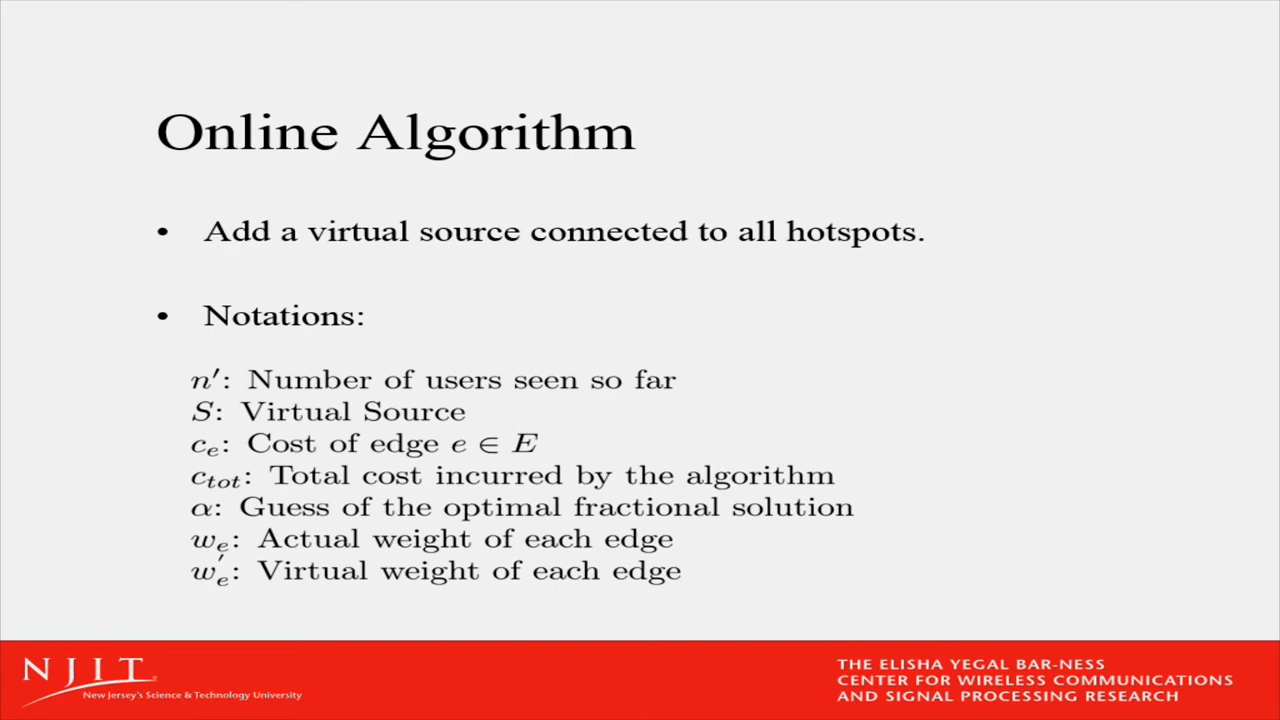 Online Algorithm
• Add a virtual source connected to all hotspots.
• Notations:
n′: Number of users seen so far
S: Virtual Source
c_e: Cost of edge e ∈ E
c_tot: Total cost incurred by the algorithm
α: Guess of the optimal fractional solution
w_e: Actual weight of each edge
w′_e: Virtual weight of each edge
NJIT
New Jersey's Science & Technology University
THE ELISHA YEGAL BAR-NESS
CENTER FOR WIRELESS COMMUNICATIONS
AND SIGNAL PROCESSING RESEARCH